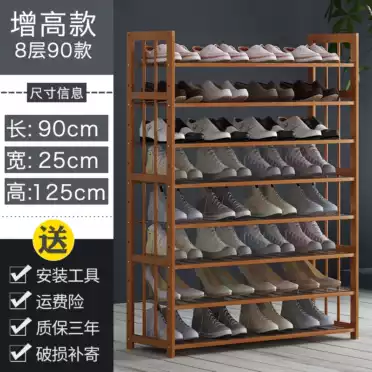 增高款
8层90款
尺寸信息
长: 90cm
宽: 25cm
高:125cm
送
安装工具
运费险
质保三年
破损补寄